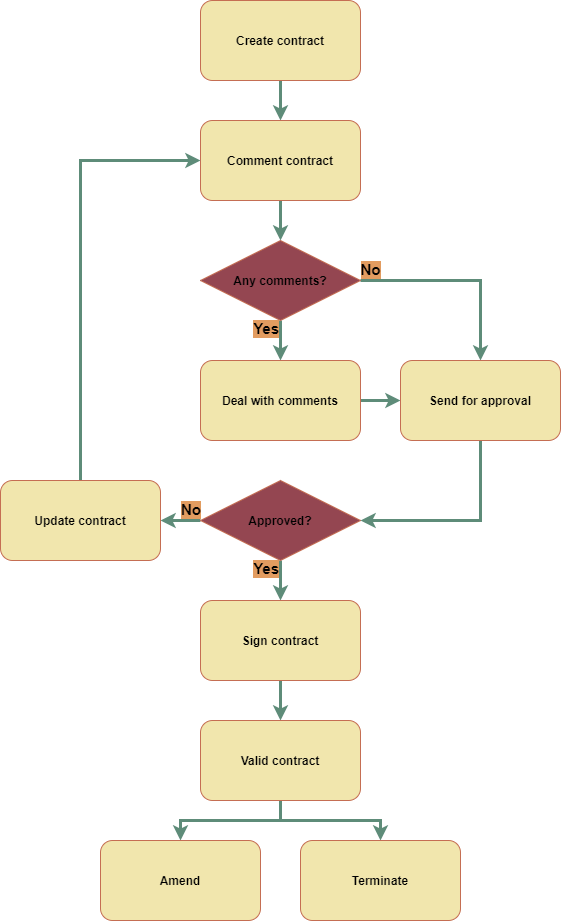 Create contract
Comment contract
Any comments?
No
Yes
Deal with comments
Send for approval
Update contract
No
Approved?
Yes
Sign contract
Valid contract
Amend
Terminate